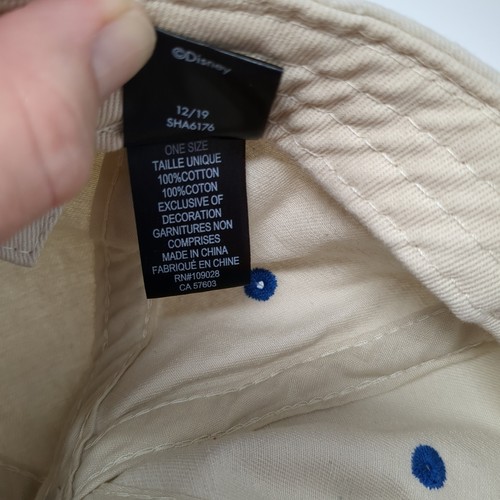 ©Disney
12/19
SHA6176
ONE SIZE
TAILLE UNIQUE
100%COTTON
100%COTON
EXCLUSIVE OF
DECORATION
GARNITURES NON
COMPRISES
MADE IN CHINA
FABRIQUÉ EN CHINE
RN#109028
CA 57603